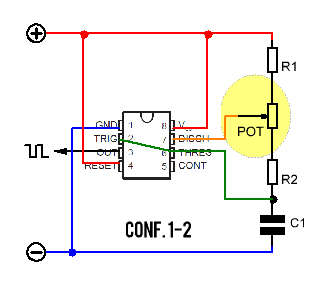 R1
GND 1 8 V
TRIG 2 7 DISCH
POT
OUT 3 6 THRES
RESET 4 5 CONT
R2
C1
CONF.1-2